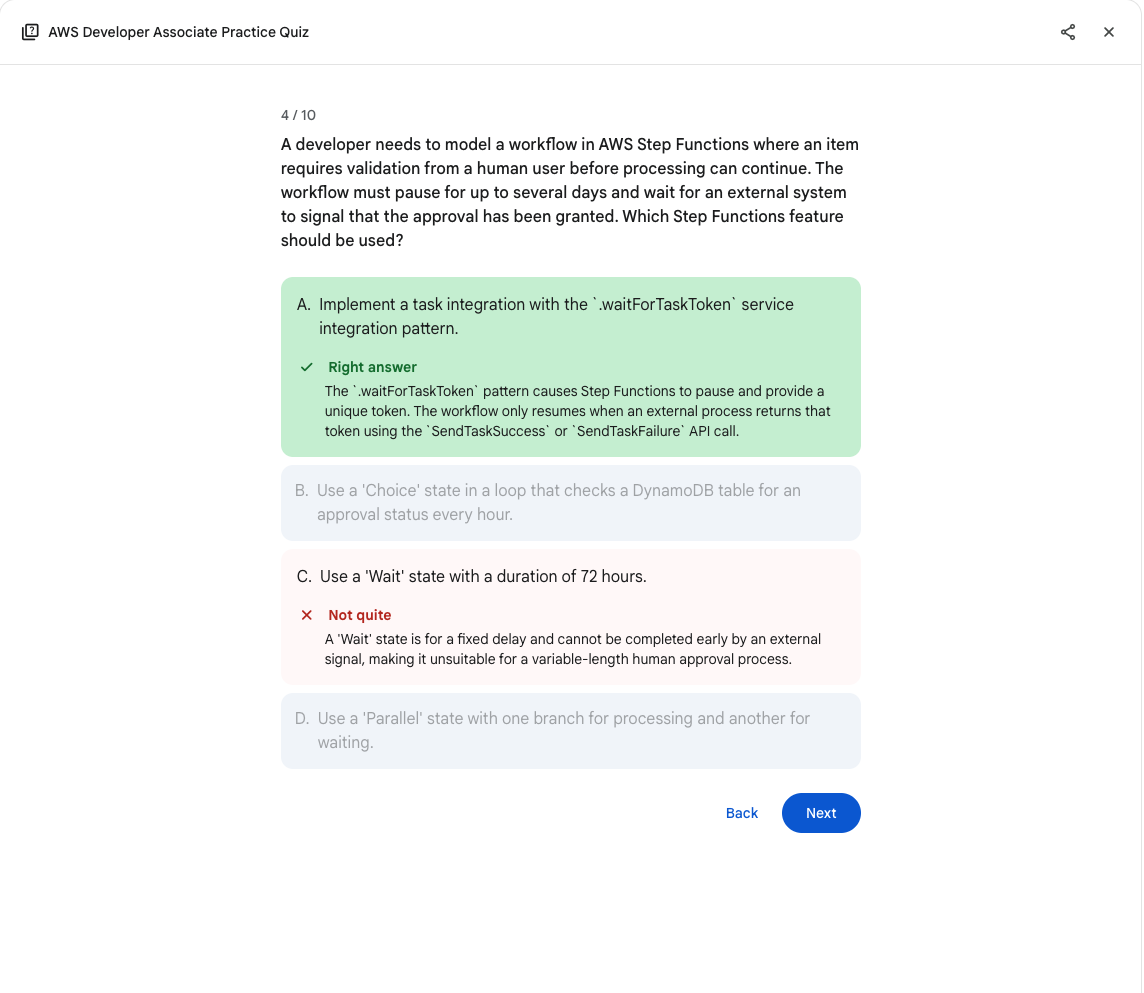 AWS Developer Associate Practice Quiz
4 / 10
A developer needs to model a workflow in AWS Step Functions where an item
requires validation from a human user before processing can continue. The
workflow must pause for up to several days and wait for an external system
to signal that the approval has been granted. Which Step Functions feature
should be used?
A. Implement a task integration with the `.waitForTaskToken` service
integration pattern.
Right answer
The `.waitForTaskToken` pattern causes Step Functions to pause and provide a
unique token. The workflow only resumes when an external process returns that
token using the `SendTaskSuccess` or `SendTaskFailure` API call.
B. Use a 'Choice' state in a loop that checks a DynamoDB table for an
approval status every hour.
C. Use a 'Wait' state with a duration of 72 hours.
Not quite
A 'Wait' state is for a fixed delay and cannot be completed early by an external
signal, making it unsuitable for a variable-length human approval process.
D. Use a 'Parallel' state with one branch for processing and another for
waiting.
Back Next